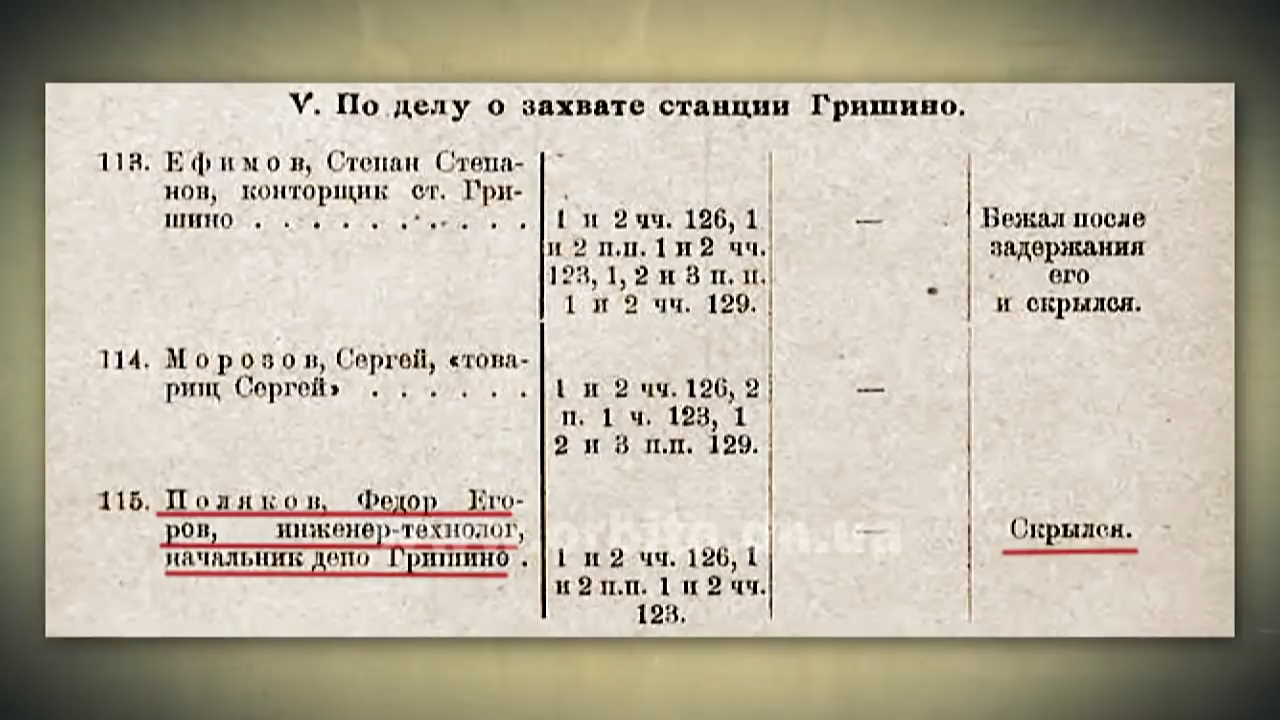 V. По делу о захвате станции Гришино.
113. Ефимов, Степан Степа-
нов, конторщик ст. Гри-
шино . . . . . . . . . . 1 и 2 чч. 126, 1 — Бежал после
и 2 п.п. 1 и 2 чч. задержания
123, 1, 2 и 3 п. п. его
1 и 2 чч. 129. и скрылся.
114. Морозов, Сергей, «това-
рищ Сергей» . . . . . . 1 и 2 чч. 126, 2 —
п. 1 ч. 123, 1
2 и 3 п.п. 129.
115. Поляков, Федор Его-
ров, инженер-технолог, — Скрылся.
начальник депо Гришино . 1 и 2 чч. 126, 1
и 2 п.п. 1 и 2 чч.
123.
orbita.dn.ua